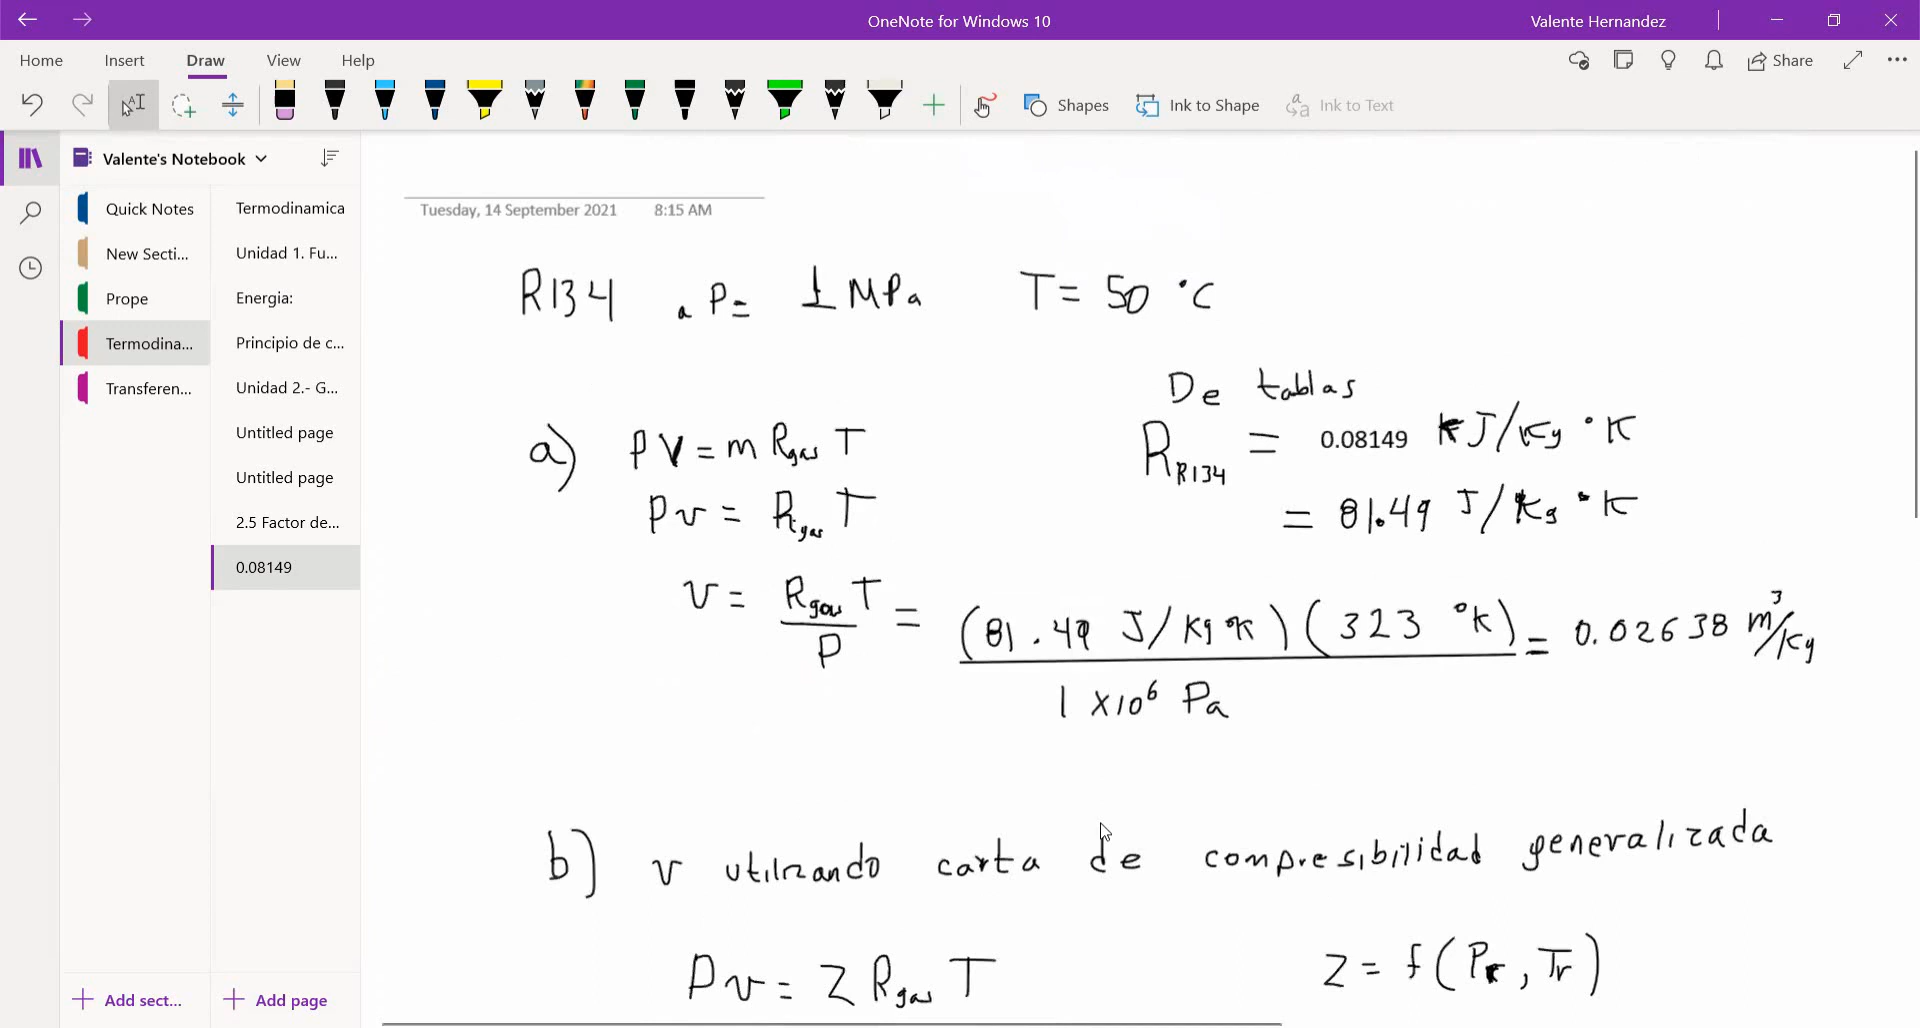 OneNote for Windows 10
Valente Hernandez
Home Insert Draw View Help
Share
Shapes Ink to Shape Ink to Text
Valente's Notebook
Quick Notes
New Secti...
Prope
Termodina...
Transferen...
Add sect...
Termodinamica
Unidad 1. Fu...
Energia:
Principio de c...
Unidad 2.- G...
Untitled page
Untitled page
2.5 Factor de...
0.08149
Add page
Tuesday, 14 September 2021 8:15 AM
R134 a P= 1 MPa T= 50 °C
De tablas
a) PV = m Rgas T
R R134 = 0.08149 kJ/Kg °K
Pv = Rgas T
= 81.49 J/Kg °K
v = Rgas T / P = (81.49 J/Kg °K) (323 °K) / 1 x10⁶ Pa = 0.02638 m³/Kg
b) v utilizando carta de compresibilidad generalizada
Pv = Z Rgas T Z = f(Pr, Tr)